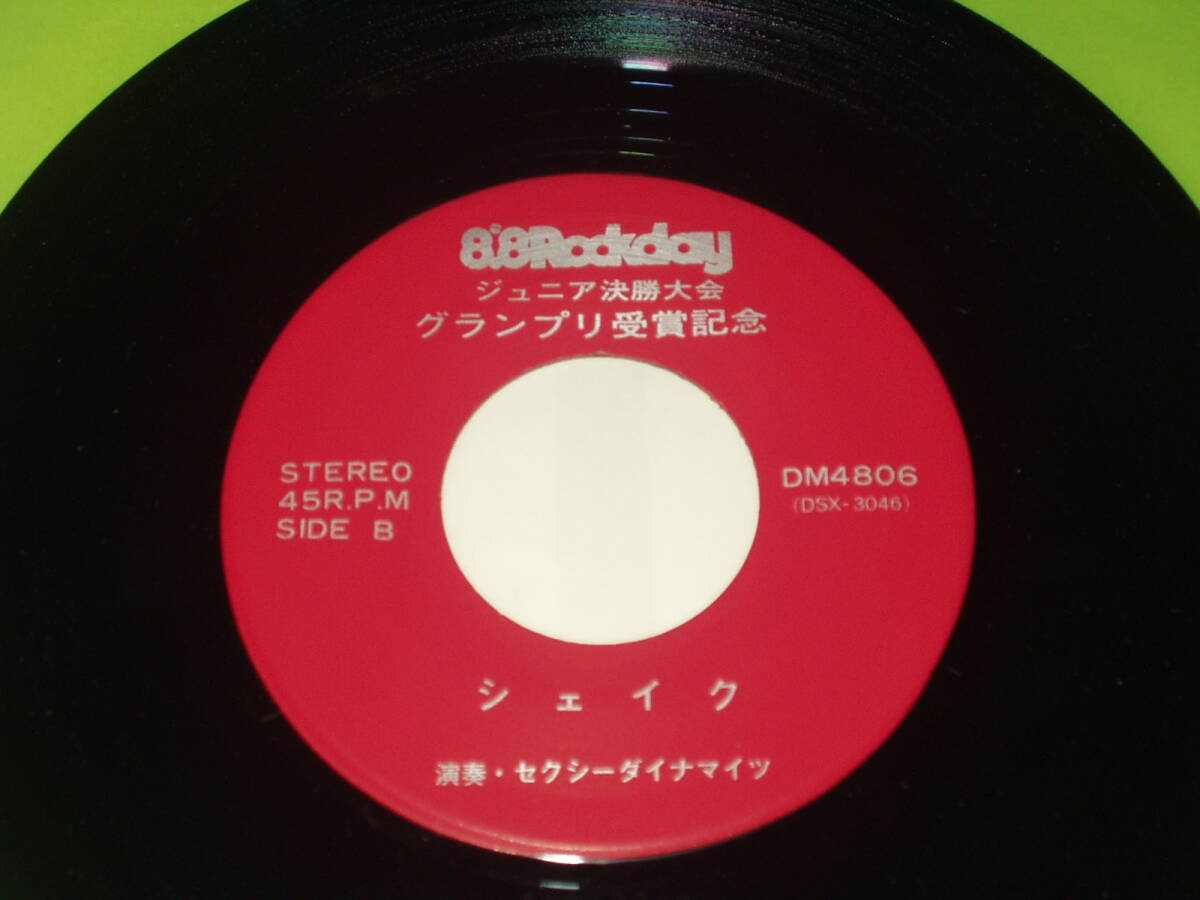 8.8Rockday
ジュニア決勝大会
グランプリ受賞記念
STEREO
45R.P.M
SIDE B
DM4806
(DSX-3046)
シェイク
演奏・セクシーダイナマイツ